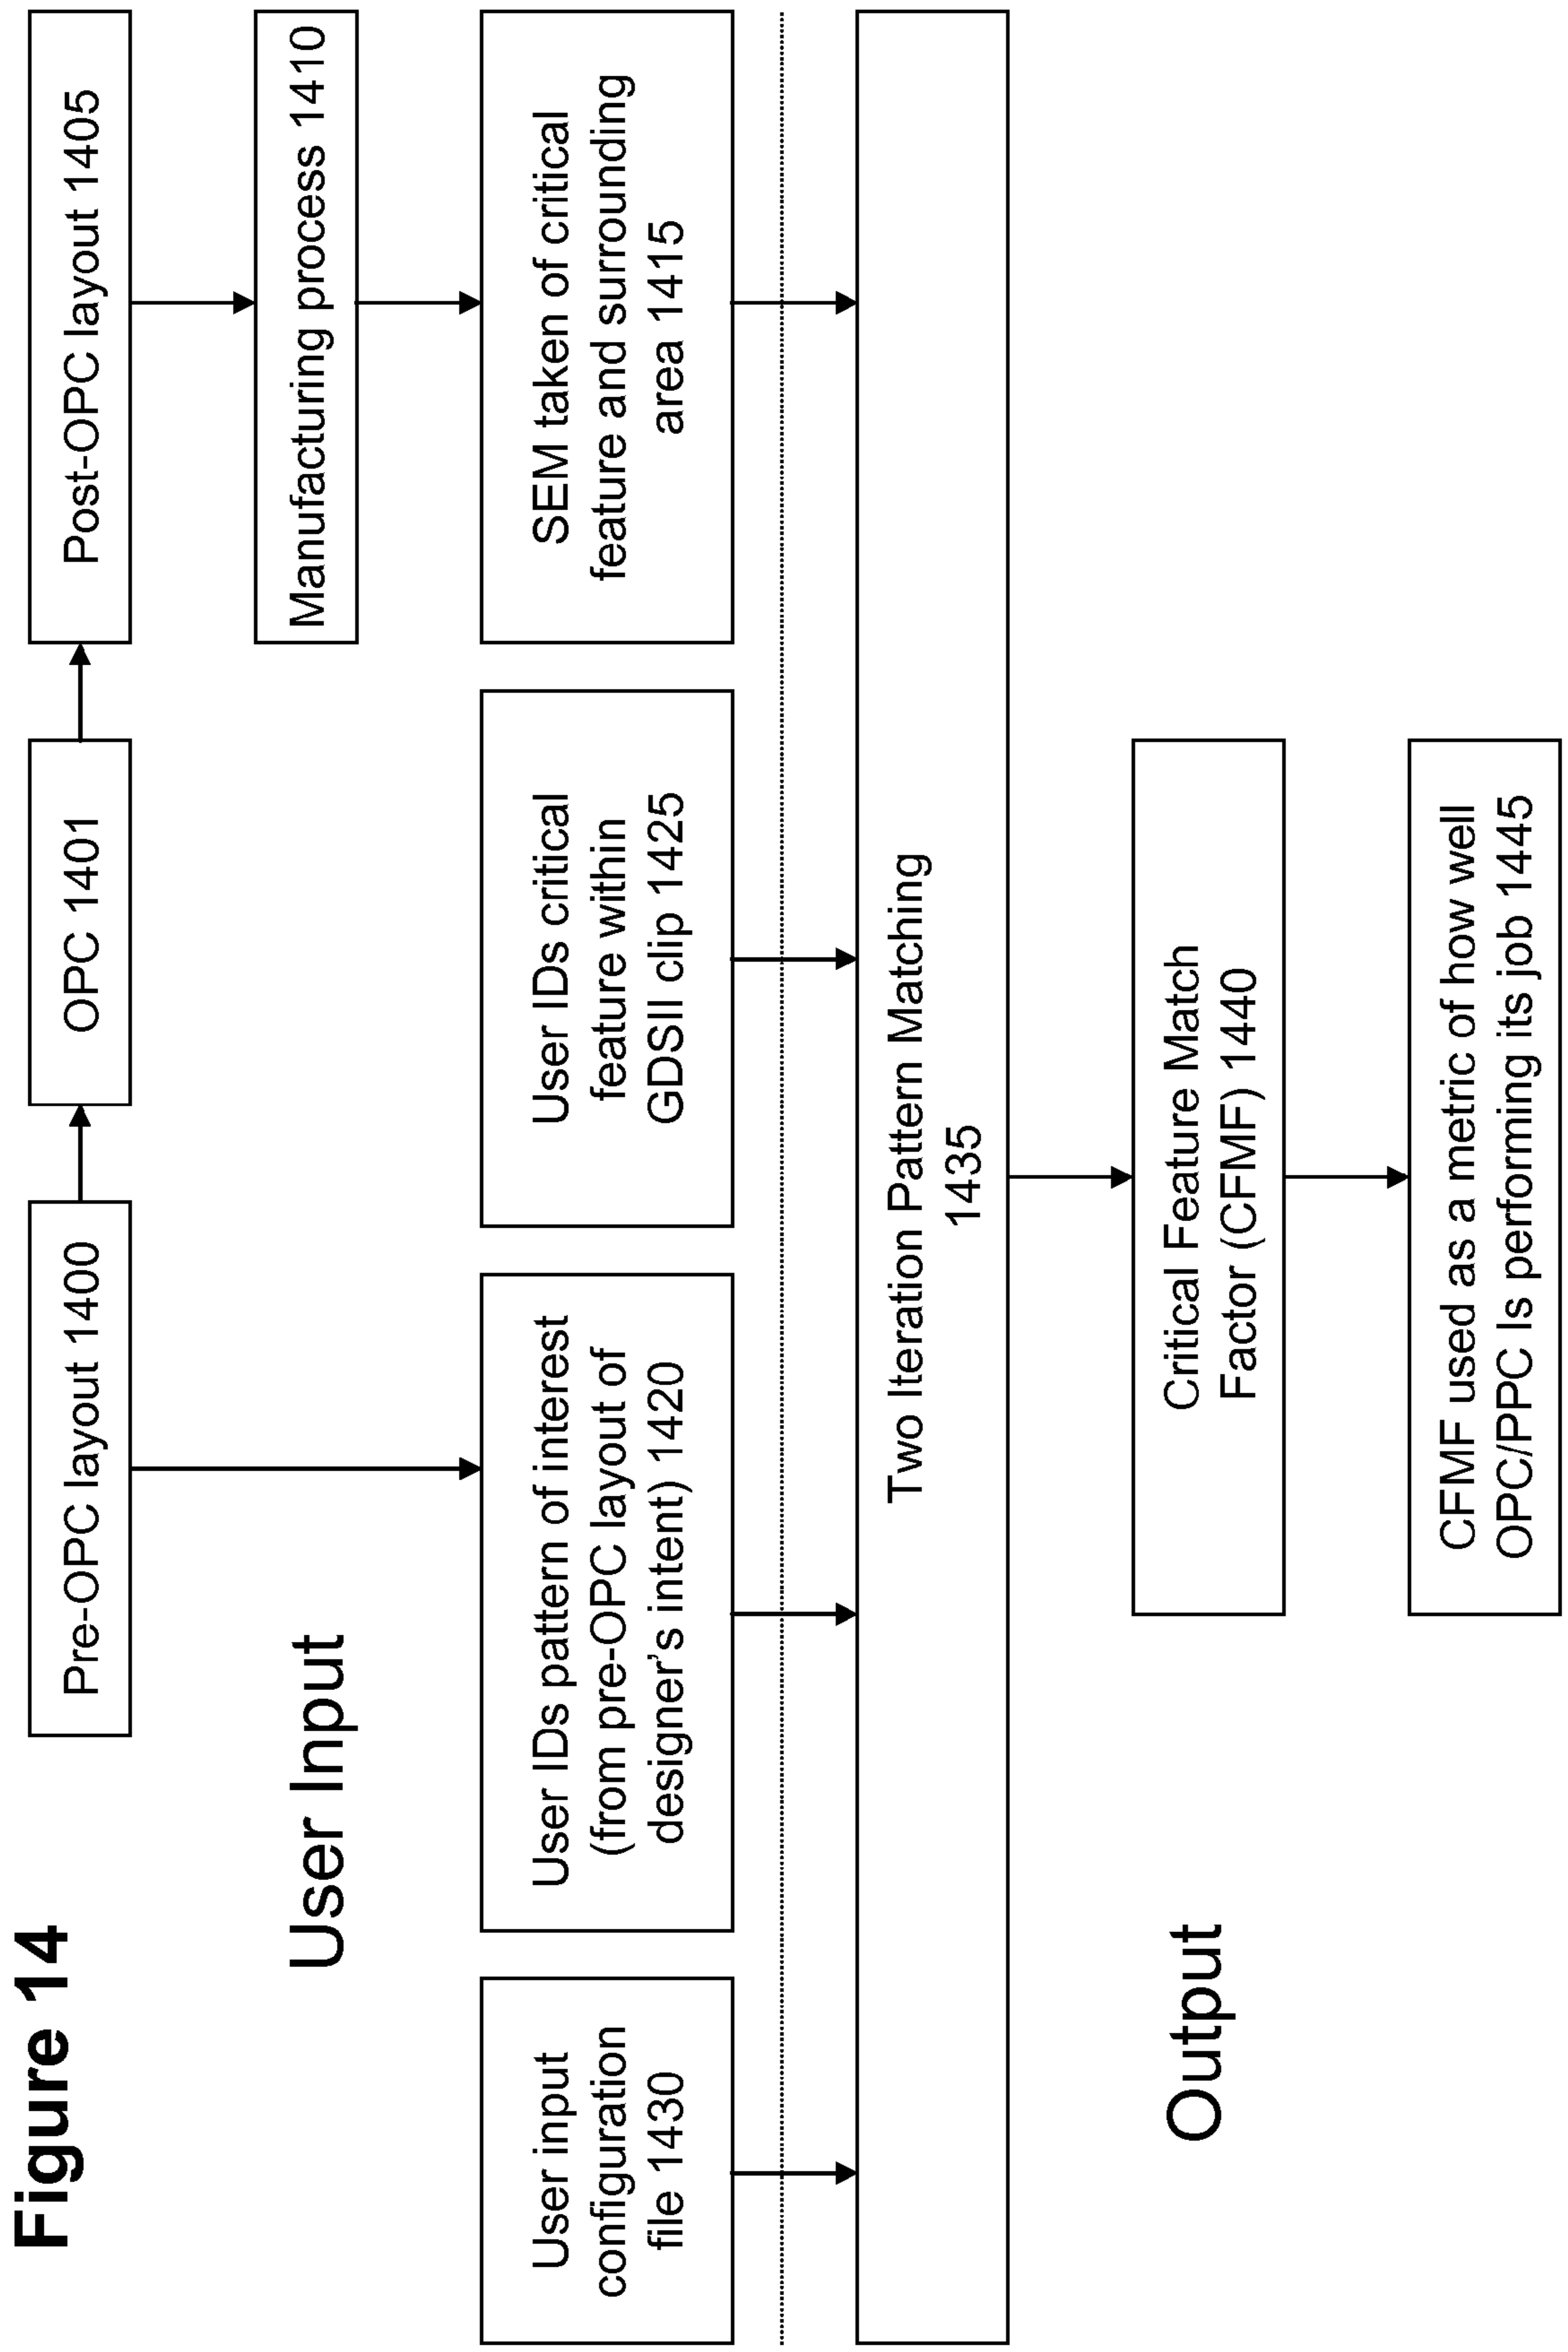 Figure 14
Pre-OPC layout 1400
OPC 1401
Post-OPC layout 1405
User Input
Manufacturing process 1410
User input
configuration
file 1430
User IDs pattern of interest
(from pre-OPC layout of
designer's intent) 1420
User IDs critical
feature within
GDSII clip 1425
SEM taken of critical
feature and surrounding
area 1415
Two Iteration Pattern Matching
1435
Output
Critical Feature Match
Factor (CFMF) 1440
CFMF used as a metric of how well
OPC/PPC Is performing its job 1445